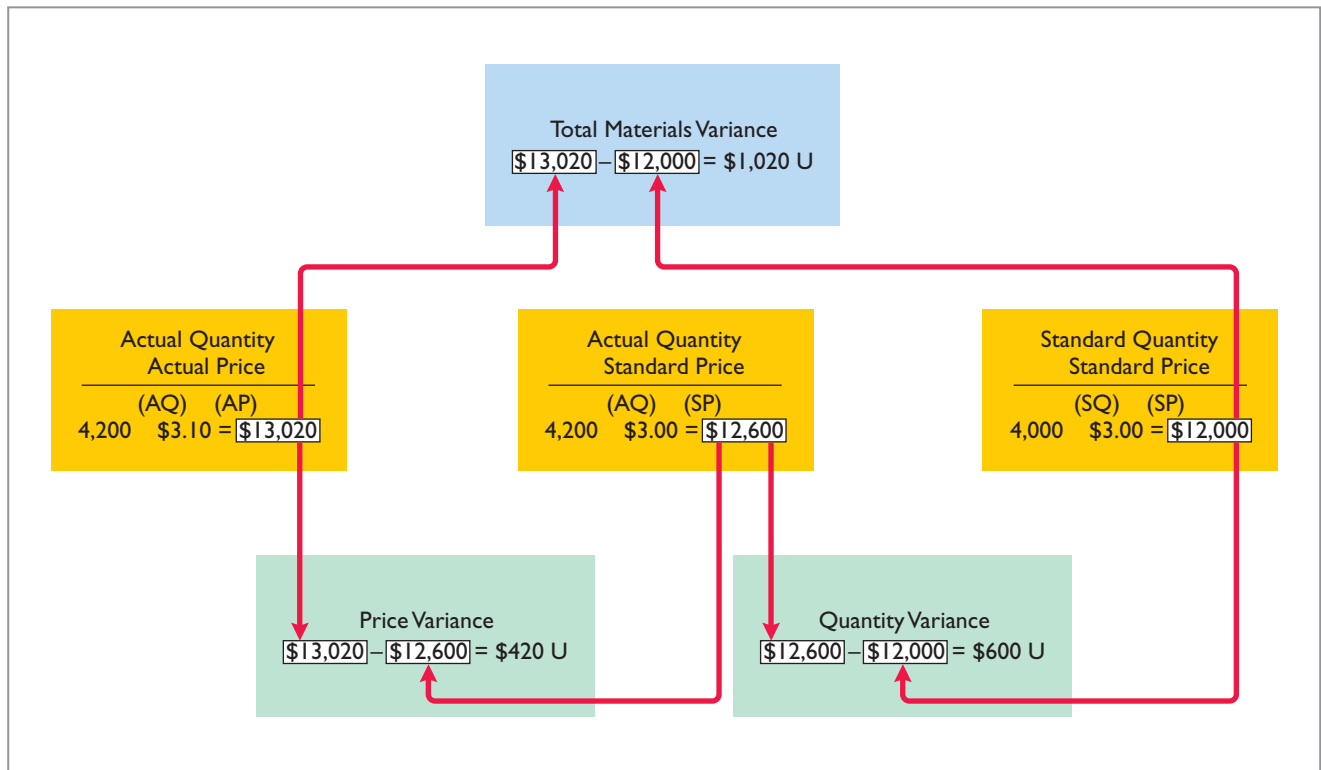 Total Materials Variance
$13,020 – $12,000 = $1,020 U
Actual Quantity
Actual Price
(AQ) (AP)
4,200 $3.10 = $13,020
Actual Quantity
Standard Price
(AQ) (SP)
4,200 $3.00 = $12,600
Standard Quantity
Standard Price
(SQ) (SP)
4,000 $3.00 = $12,000
Price Variance
$13,020 – $12,600 = $420 U
Quantity Variance
$12,600 – $12,000 = $600 U